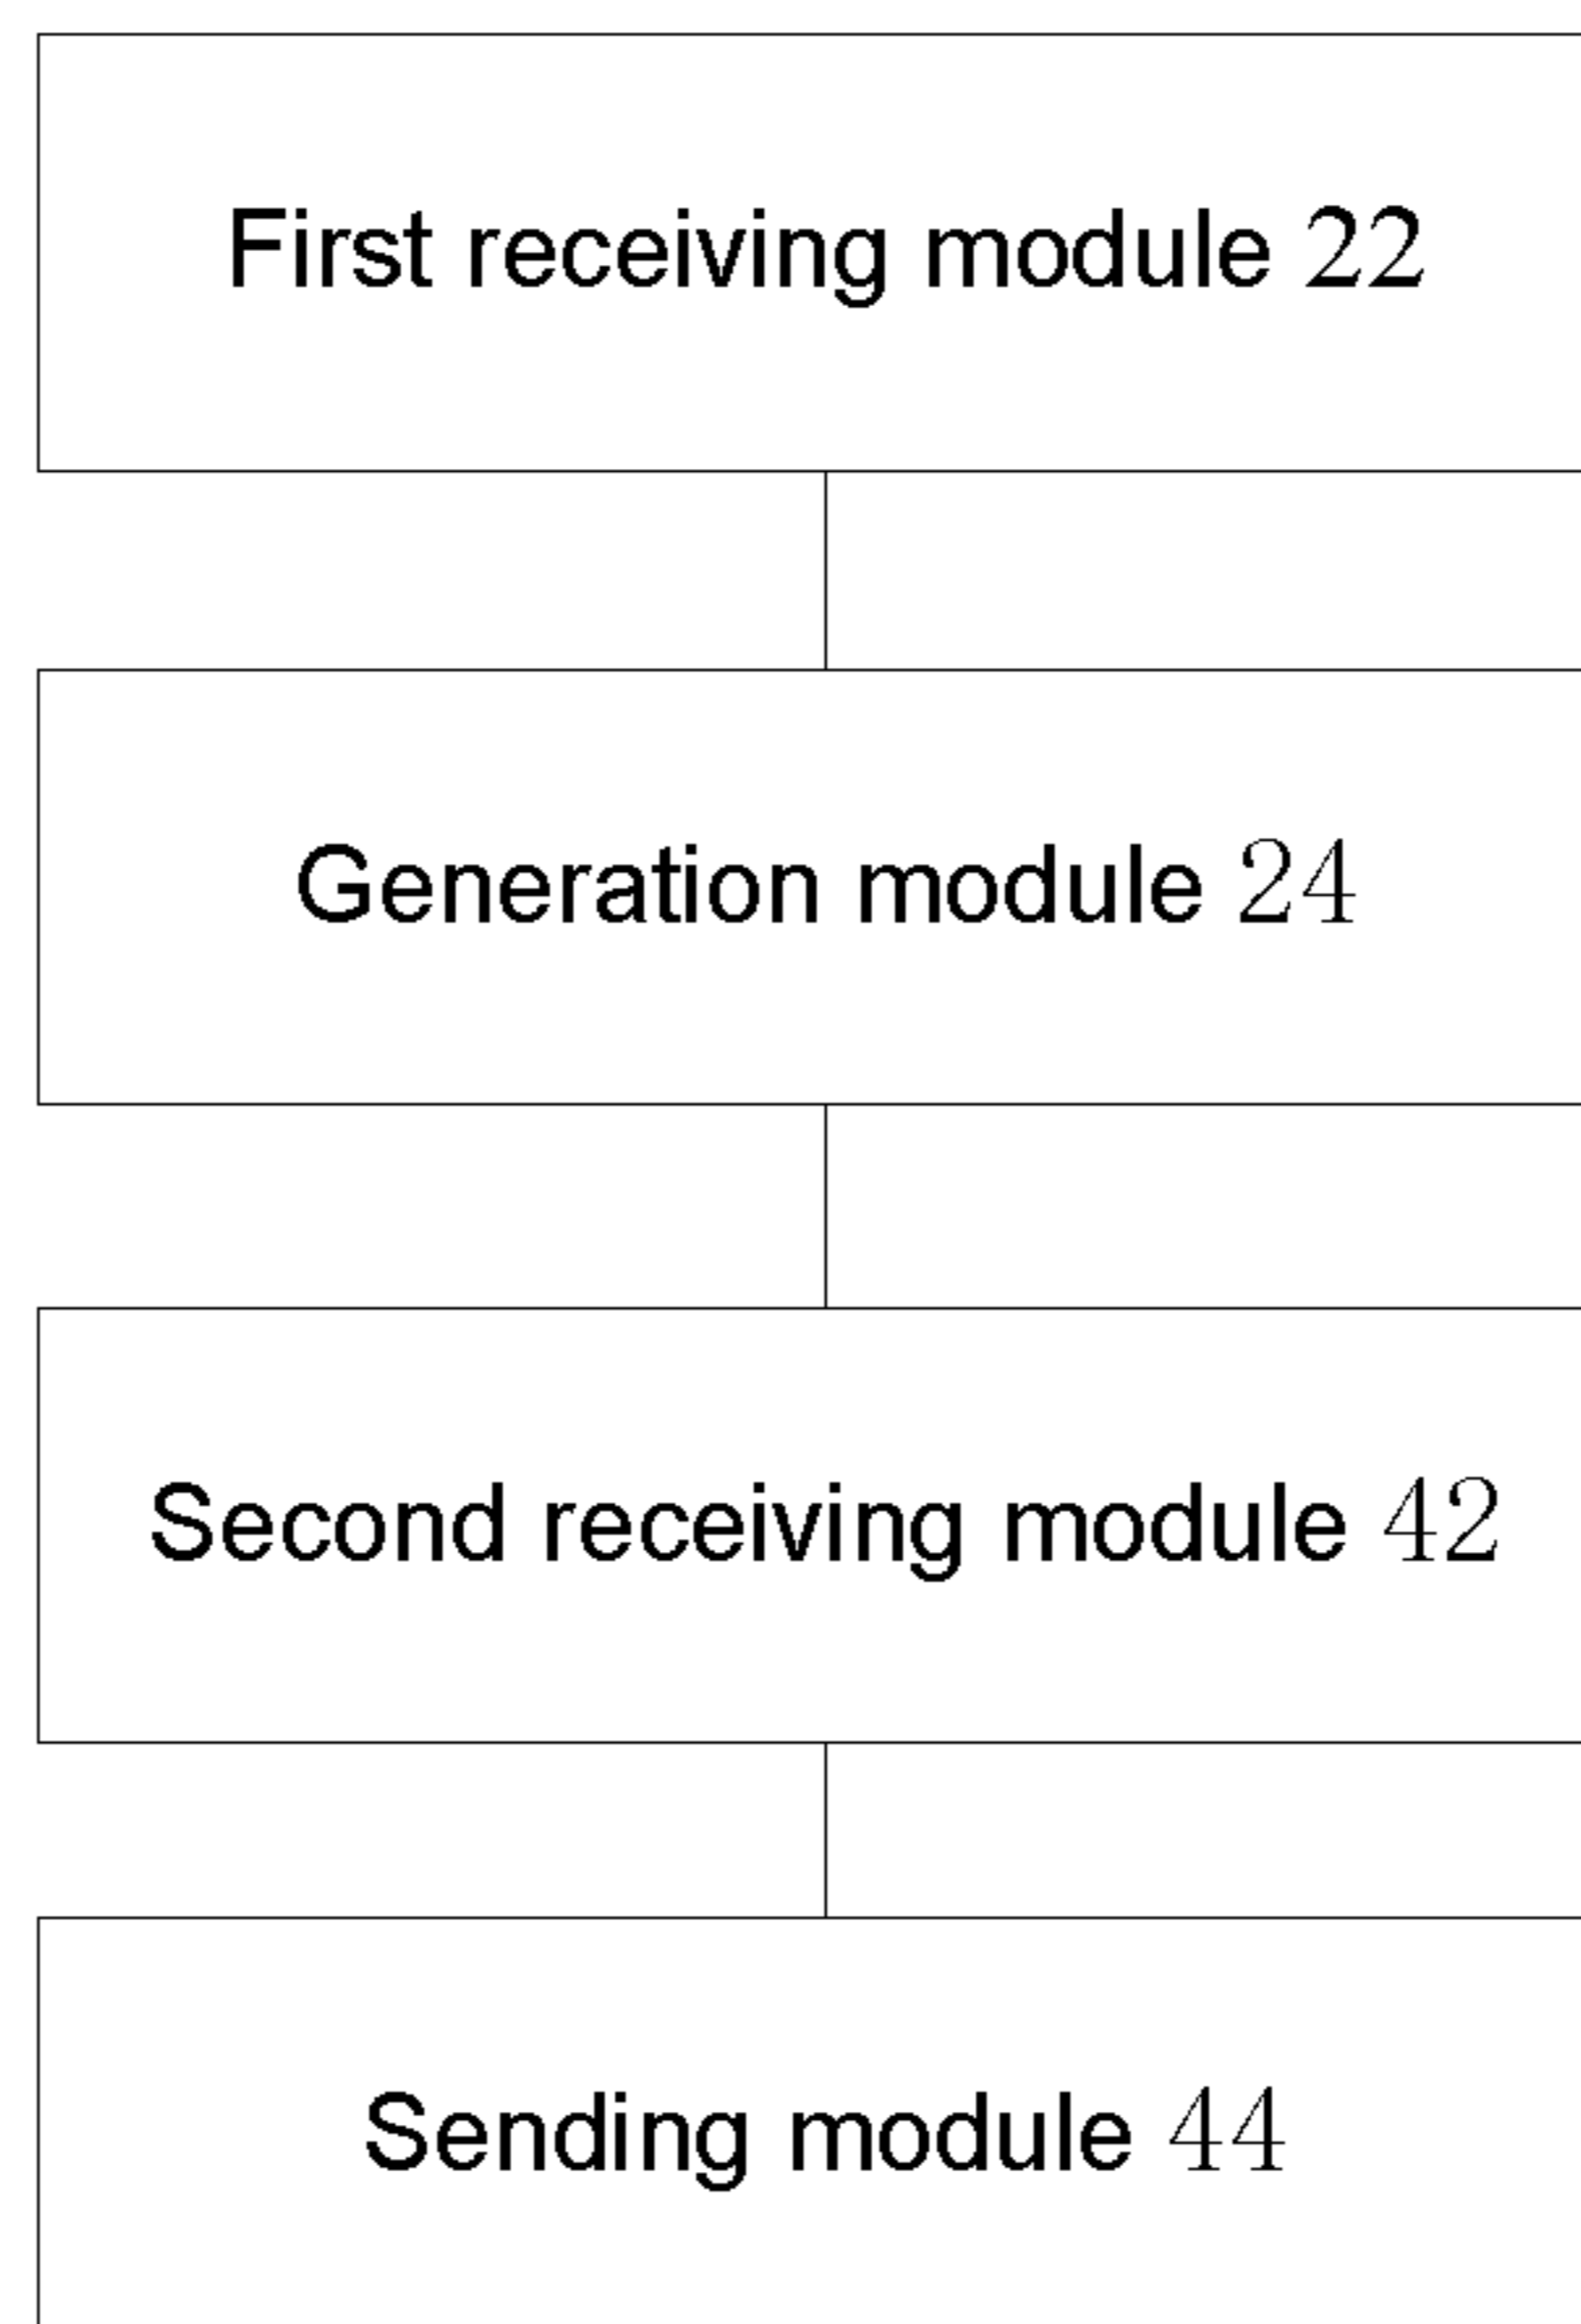 First receiving module 22
Generation module 24
Second receiving module 42
Sending module 44